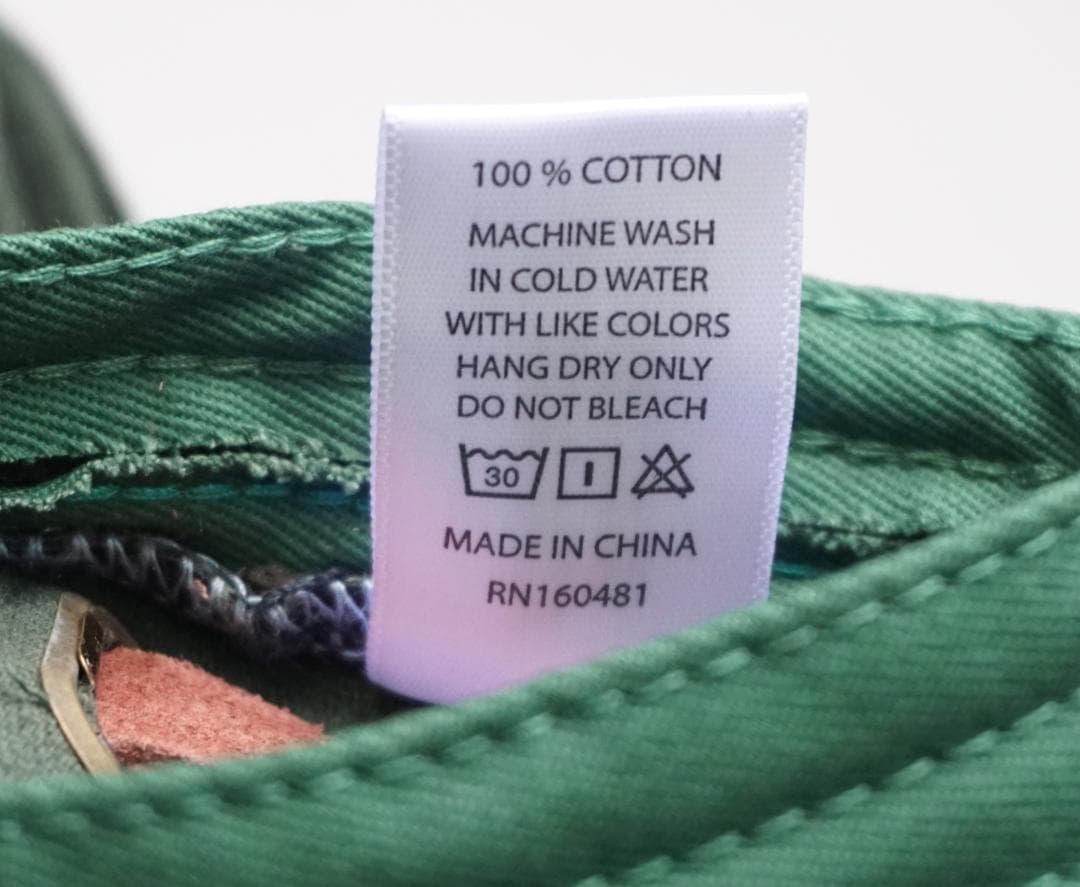 100 % COTTON
MACHINE WASH
IN COLD WATER
WITH LIKE COLORS
HANG DRY ONLY
DO NOT BLEACH
30
MADE IN CHINA
RN160481